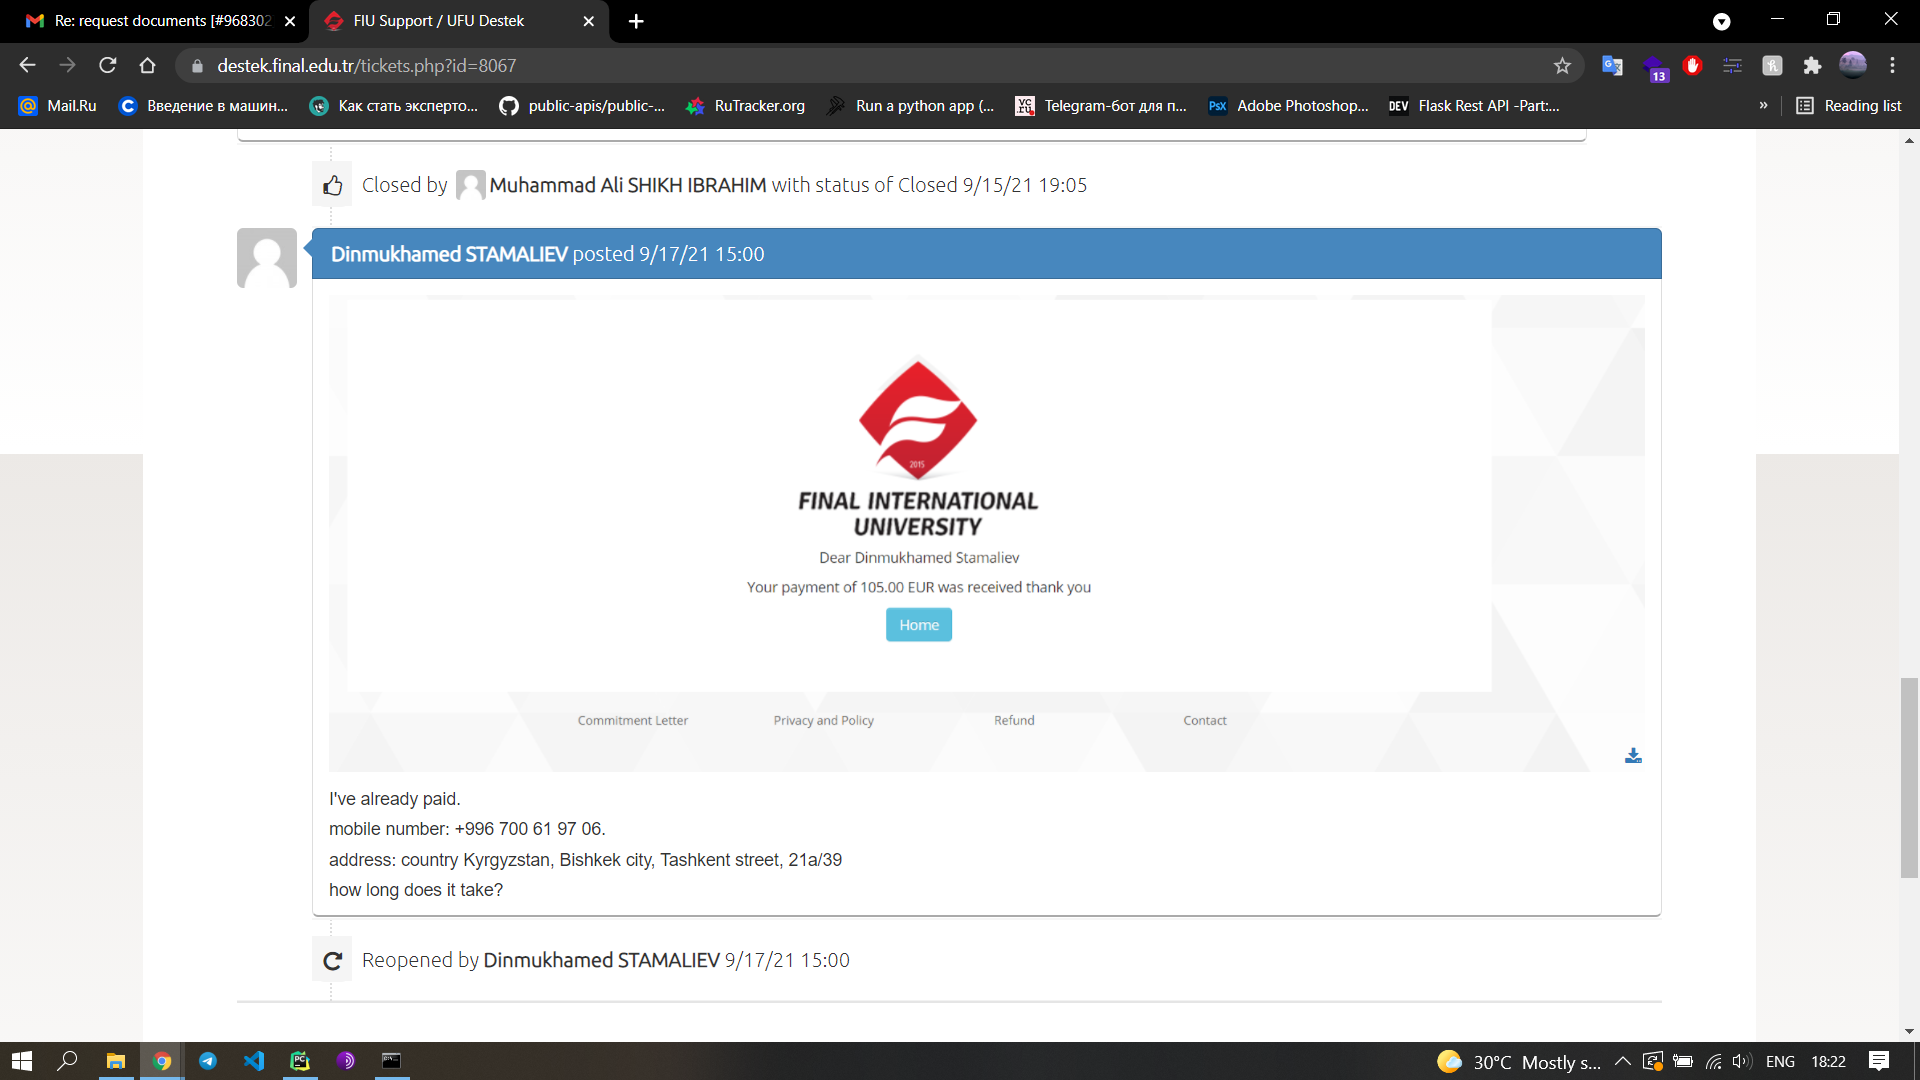 Re: request documents [#968302
FIU Support / UFU Destek
destek.final.edu.tr/tickets.php?id=8067
13
Mail.Ru
Введение в машин...
Как стать эксперто...
public-apis/public-...
RuTracker.org
Run a python app (...
Telegram-бот для п...
Adobe Photoshop...
DEV
Flask Rest API -Part:...
»
Reading list
Closed by Muhammad Ali SHIKH IBRAHIM with status of Closed 9/15/21 19:05
Dinmukhamed STAMALIEV posted 9/17/21 15:00
2015
FINAL INTERNATIONAL
UNIVERSITY
Dear Dinmukhamed Stamaliev
Your payment of 105.00 EUR was received thank you
Home
Commitment Letter
Privacy and Policy
Refund
Contact
I've already paid.
mobile number: +996 700 61 97 06.
address: country Kyrgyzstan, Bishkek city, Tashkent street, 21a/39
how long does it take?
Reopened by Dinmukhamed STAMALIEV 9/17/21 15:00
30°C Mostly s...
ENG
18:22